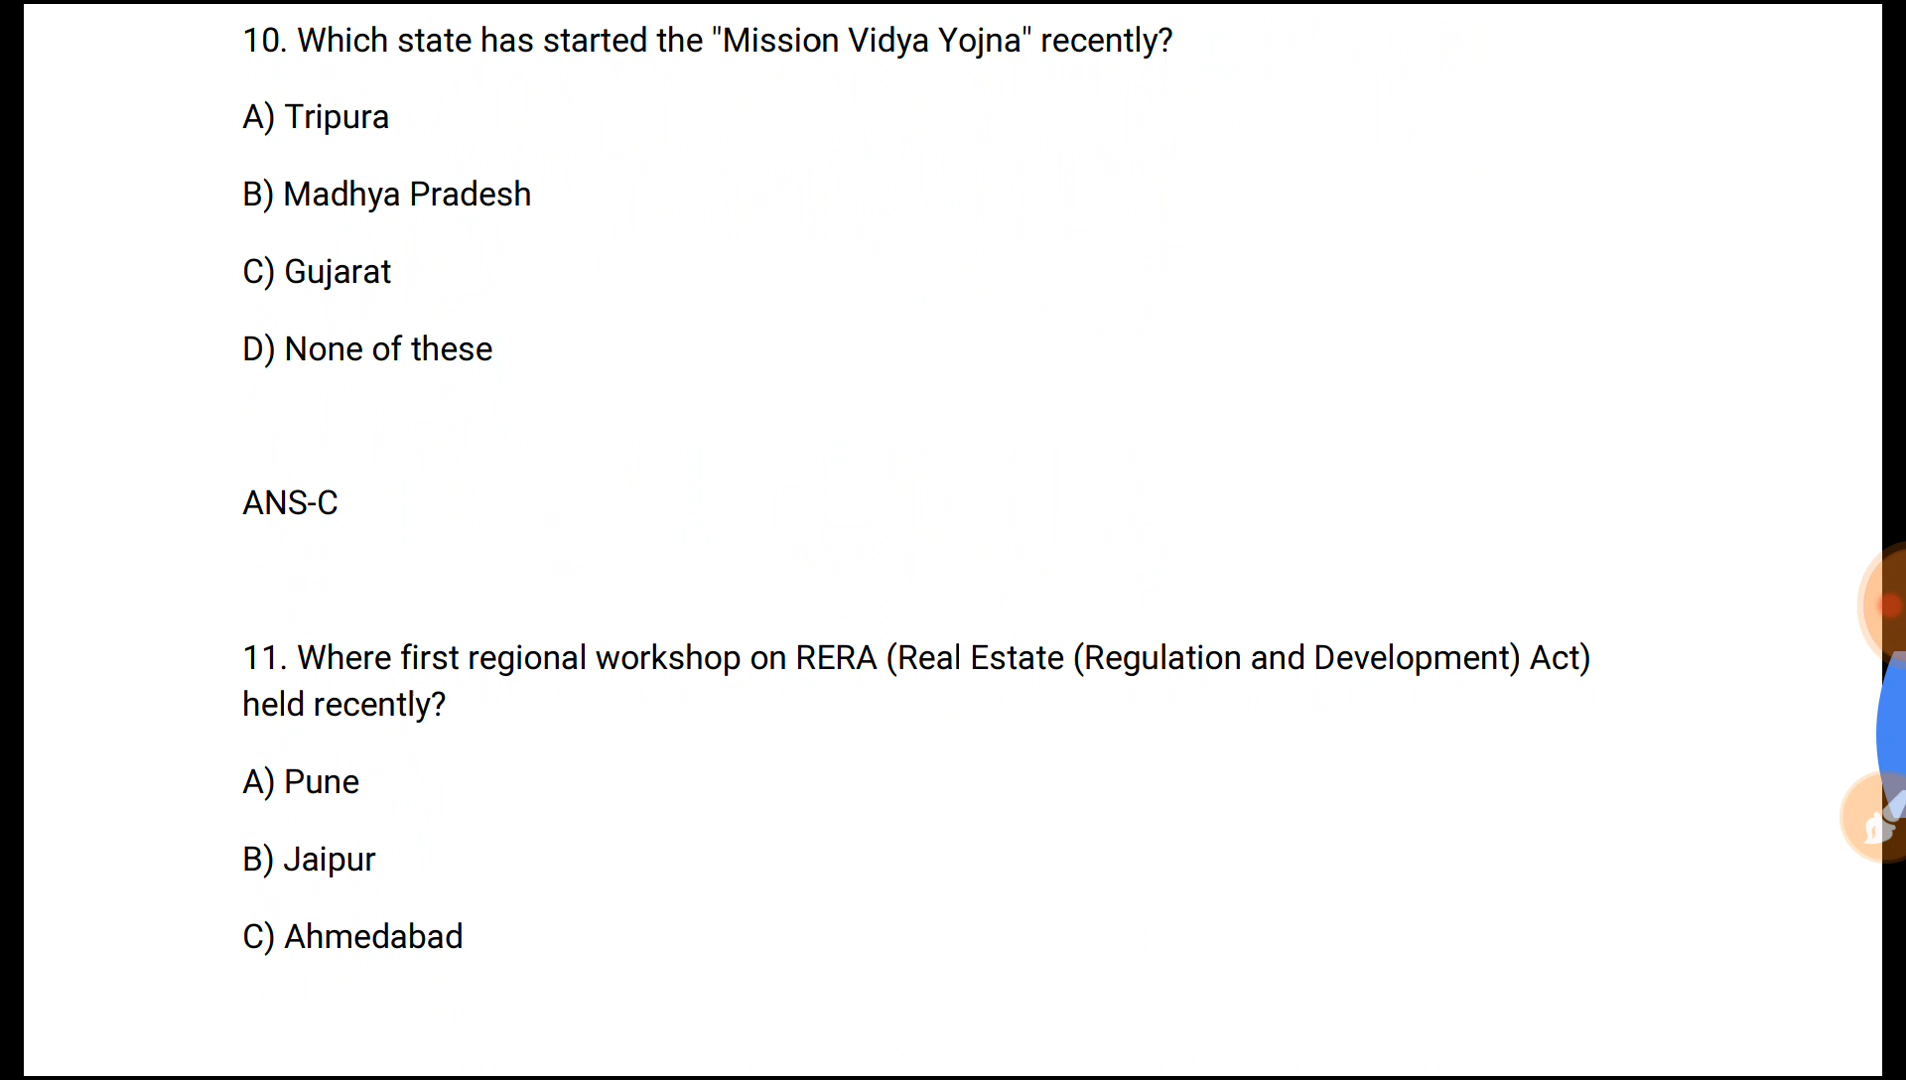 10. Which state has started the "Mission Vidya Yojna" recently?
A) Tripura
B) Madhya Pradesh
C) Gujarat
D) None of these
ANS-C
11. Where first regional workshop on RERA (Real Estate (Regulation and Development) Act)
held recently?
A) Pune
B) Jaipur
C) Ahmedabad